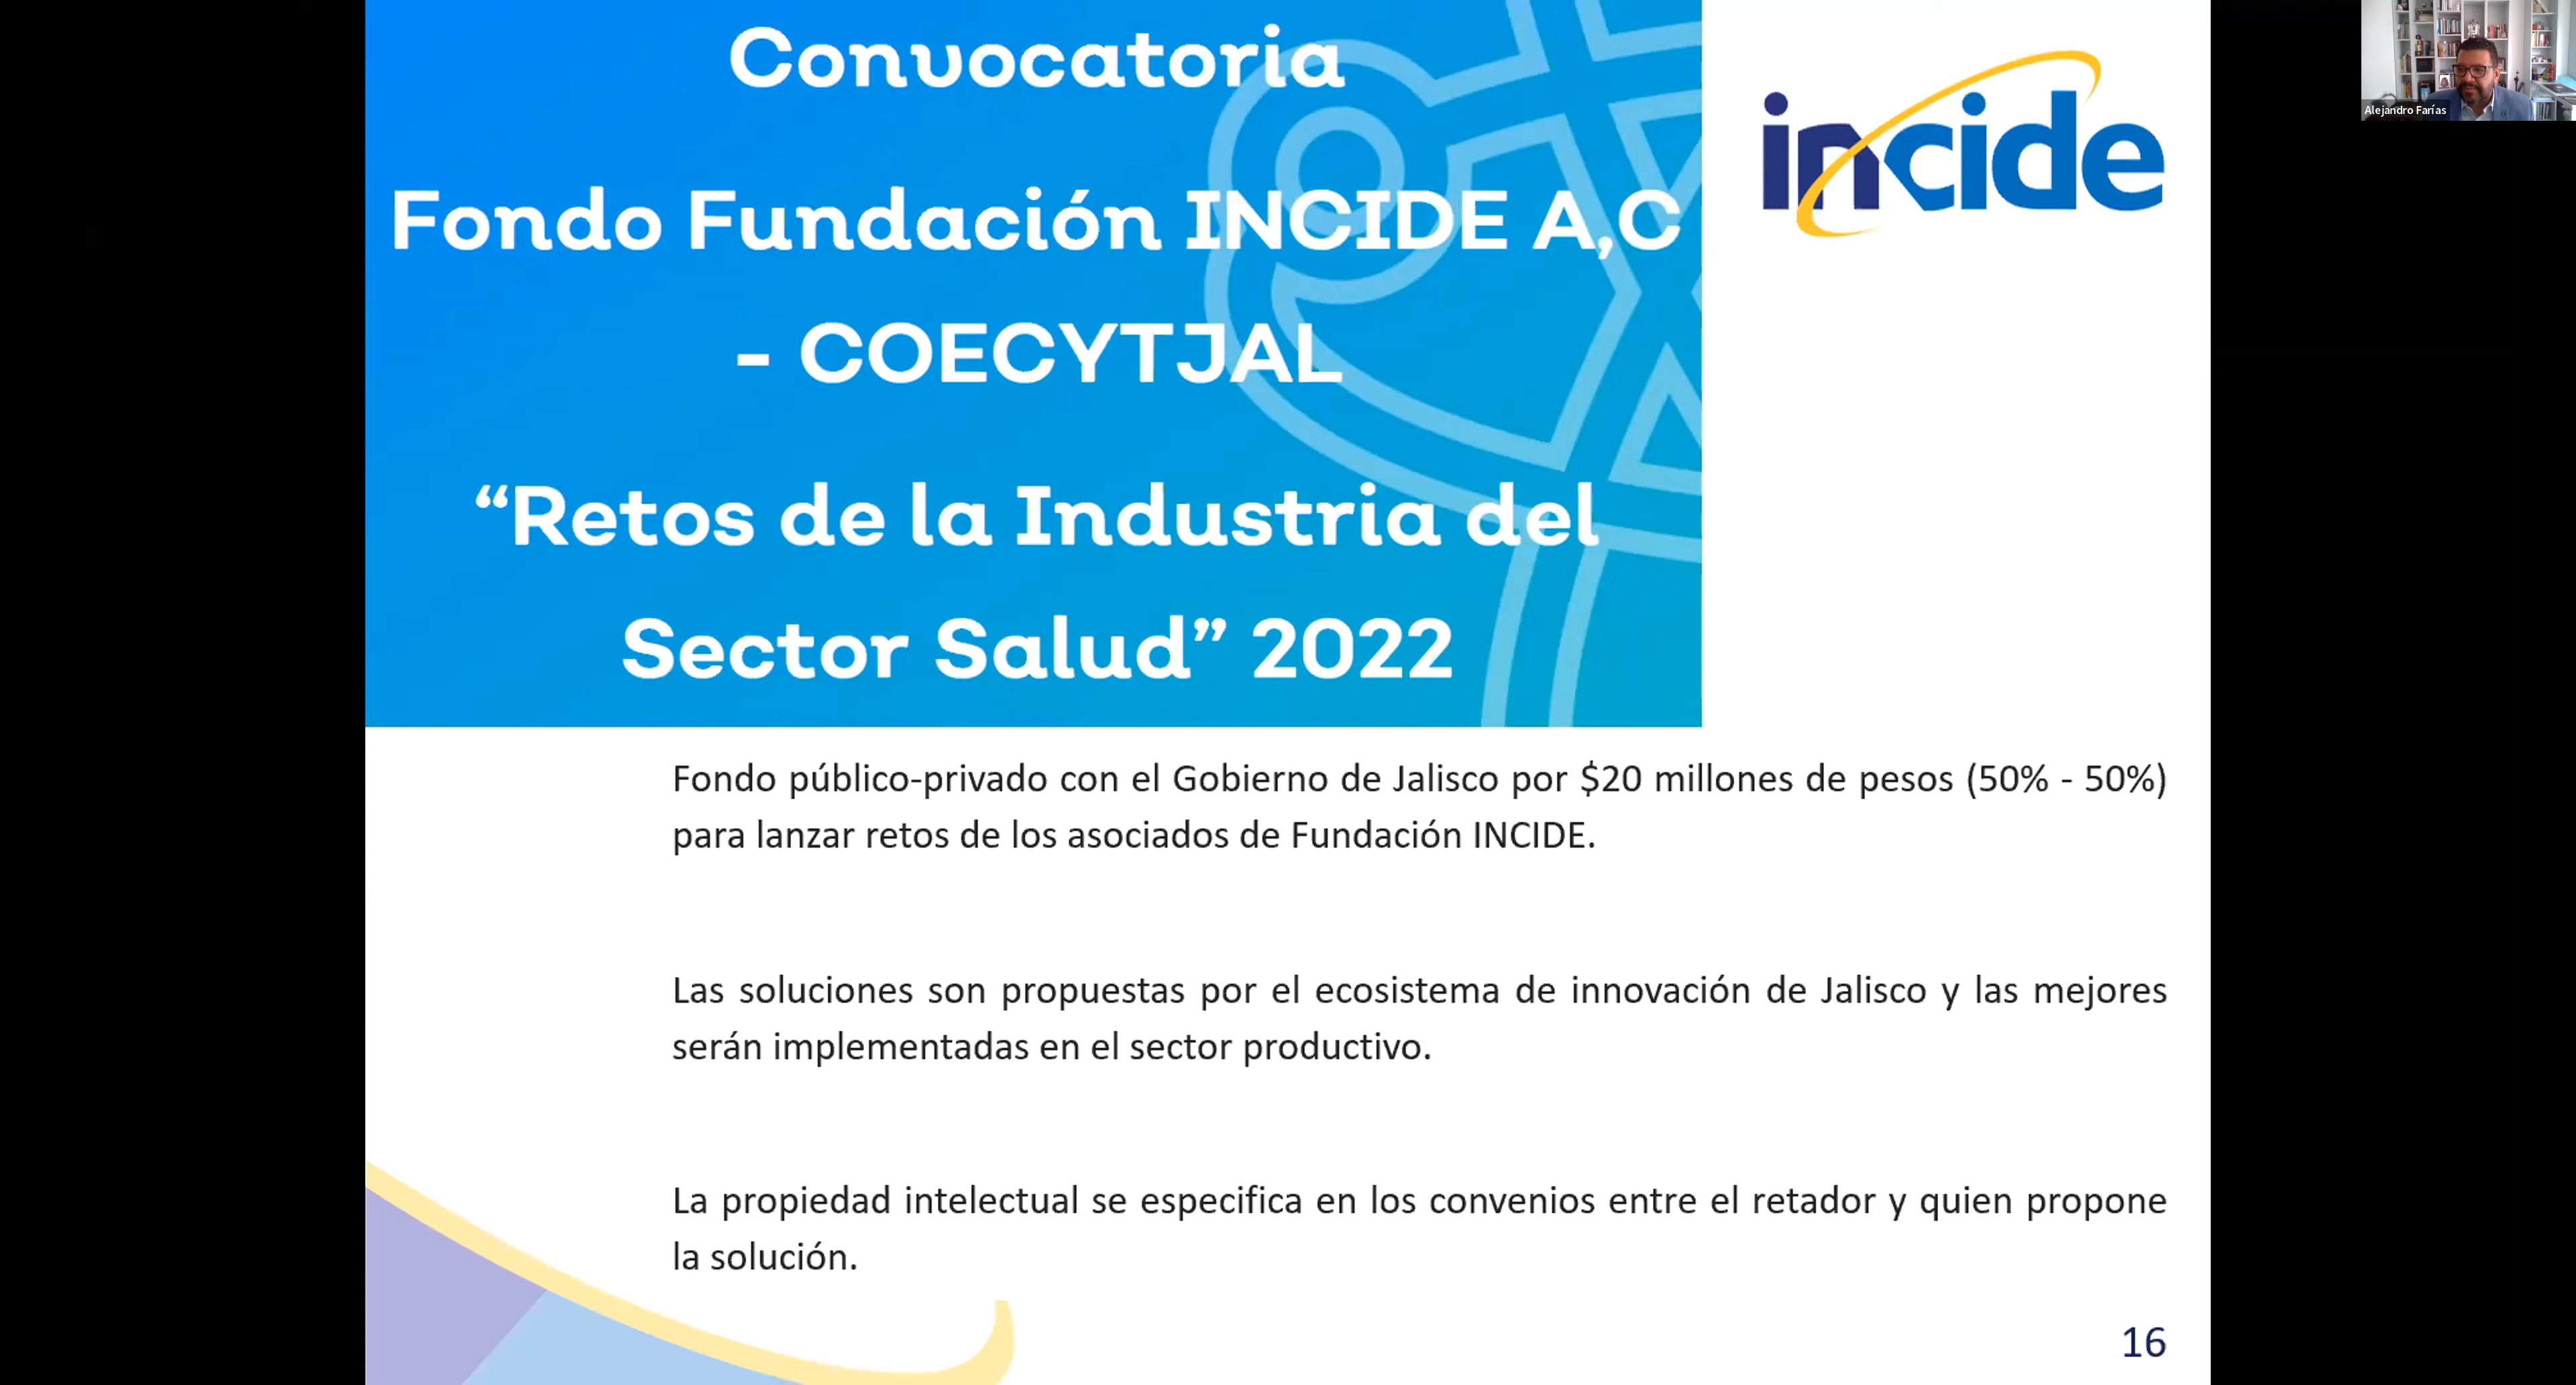 Convocatoria
Fondo Fundación INCIDE A,C
- COECYTJAL
“Retos de la Industria del
Sector Salud” 2022
incide
Alejandro Farías
Fondo público-privado con el Gobierno de Jalisco por $20 millones de pesos (50% - 50%)
para lanzar retos de los asociados de Fundación INCIDE.
Las soluciones son propuestas por el ecosistema de innovación de Jalisco y las mejores
serán implementadas en el sector productivo.
La propiedad intelectual se especifica en los convenios entre el retador y quien propone
la solución.
16